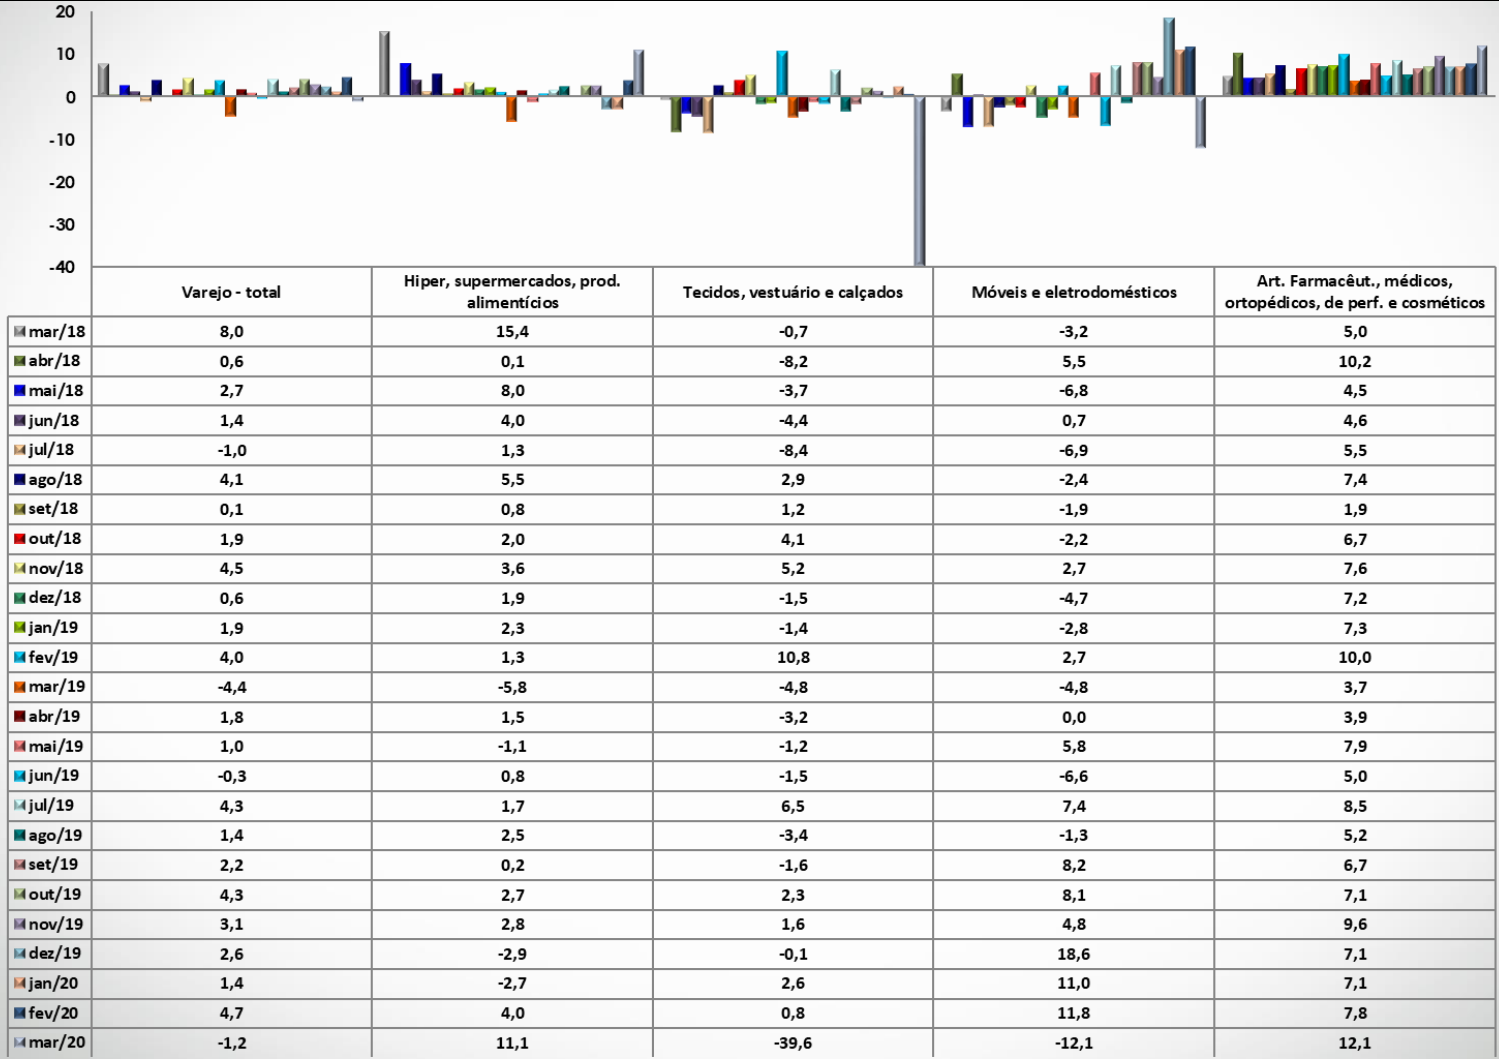 20
10
0
-10
-20
-30
-40
Varejo - total
Hiper, supermercados, prod.
alimentícios
Tecidos, vestuário e calçados
Móveis e eletrodomésticos
Art. Farmacêut., médicos,
ortopédicos, de perf. e cosméticos
mar/18 8,0 15,4 -0,7 -3,2 5,0
abr/18 0,6 0,1 -8,2 5,5 10,2
mai/18 2,7 8,0 -3,7 -6,8 4,5
jun/18 1,4 4,0 -4,4 0,7 4,6
jul/18 -1,0 1,3 -8,4 -6,9 5,5
ago/18 4,1 5,5 2,9 -2,4 7,4
set/18 0,1 0,8 1,2 -1,9 1,9
out/18 1,9 2,0 4,1 -2,2 6,7
nov/18 4,5 3,6 5,2 2,7 7,6
dez/18 0,6 1,9 -1,5 -4,7 7,2
jan/19 1,9 2,3 -1,4 -2,8 7,3
fev/19 4,0 1,3 10,8 2,7 10,0
mar/19 -4,4 -5,8 -4,8 -4,8 3,7
abr/19 1,8 1,5 -3,2 0,0 3,9
mai/19 1,0 -1,1 -1,2 5,8 7,9
jun/19 -0,3 0,8 -1,5 -6,6 5,0
jul/19 4,3 1,7 6,5 7,4 8,5
ago/19 1,4 2,5 -3,4 -1,3 5,2
set/19 2,2 0,2 -1,6 8,2 6,7
out/19 4,3 2,7 2,3 8,1 7,1
nov/19 3,1 2,8 1,6 4,8 9,6
dez/19 2,6 -2,9 -0,1 18,6 7,1
jan/20 1,4 -2,7 2,6 11,0 7,1
fev/20 4,7 4,0 0,8 11,8 7,8
mar/20 -1,2 11,1 -39,6 -12,1 12,1